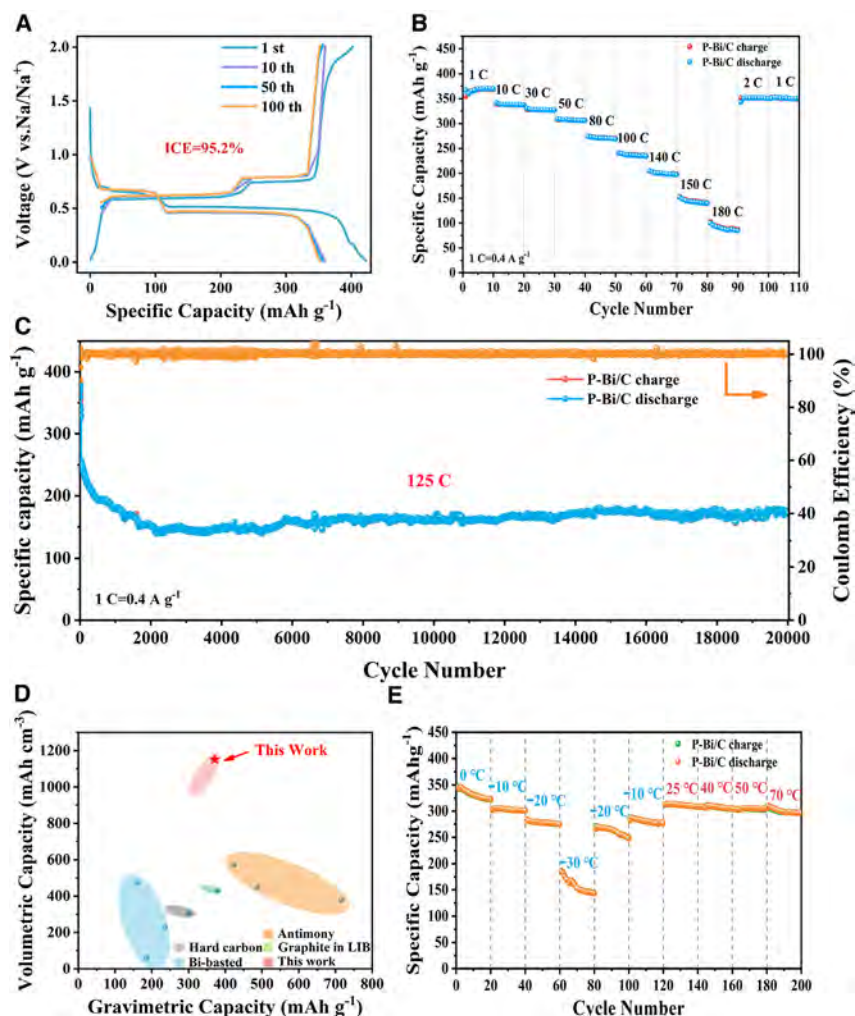 A
Voltage (V vs.Na/Na+)
2.0
1.5
1.0
0.5
0.0
1 st
10 th
50 th
100 th
ICE=95.2%
0 100 200 300 400
Specific Capacity (mAh g-1)
B
Specific Capacity (mAh g-1)
450
400
350
300
250
200
150
100
50
0
P-Bi/C charge
P-Bi/C discharge
1 C
10 C
30 C
50 C
80 C
100 C
140 C
150 C
180 C
2 C
1 C
1 C=0.4 A g-1
0 10 20 30 40 50 60 70 80 90 100 110
Cycle Number
C
Specific capacity (mAh g-1)
400
300
200
100
0
P-Bi/C charge
P-Bi/C discharge
125 C
1 C=0.4 A g-1
100
80
60
40
20
0
Coulomb Efficiency (%)
0 2000 4000 6000 8000 10000 12000 14000 16000 18000 20000
Cycle Number
D
Volumetric Capacity (mAh cm-3)
1200
1000
800
600
400
200
0
This Work
Antimony
Hard carbon
Graphite in LIB
Bi-basted
This work
0 100 200 300 400 500 600 700 800
Gravimetric Capacity (mAh g-1)
E
Specific Capacity (mAhg-1)
450
400
350
300
250
200
150
100
50
0
P-Bi/C charge
P-Bi/C discharge
0 °C
-10 °C
-20 °C
-30 °C
-20 °C
-10 °C
25 °C
40 °C
50 °C
70 °C
0 20 40 60 80 100 120 140 160 180 200
Cycle Number